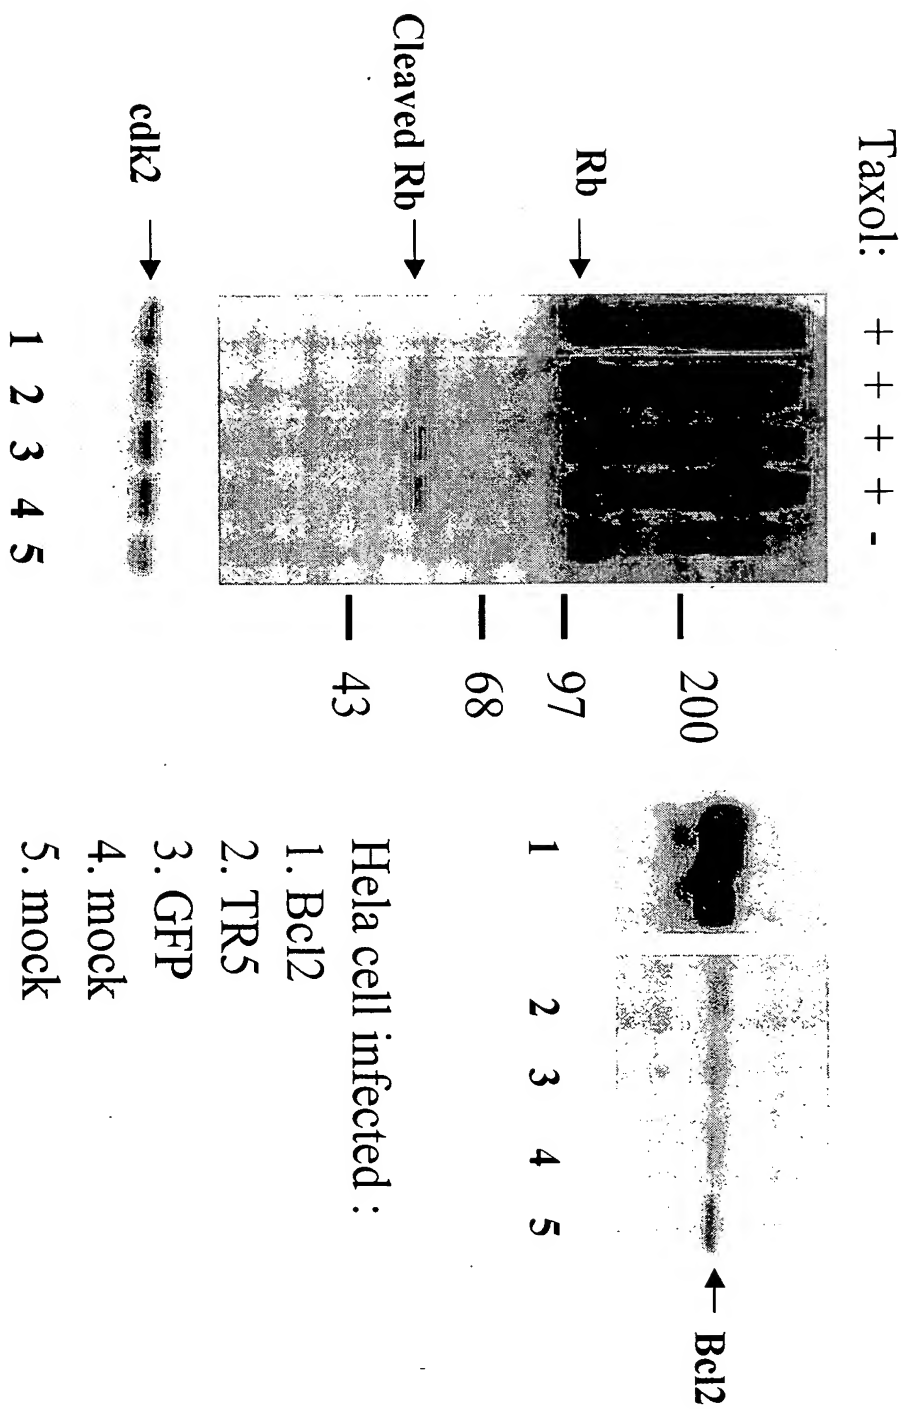 Taxol: + + + + -
Rb
Cleaved Rb
cdk2
1 2 3 4 5
200
97
68
43
Bcl2
1 2 3 4 5
Hela cell infected :
1. Bcl2
2. TR5
3. GFP
4. mock
5. mock